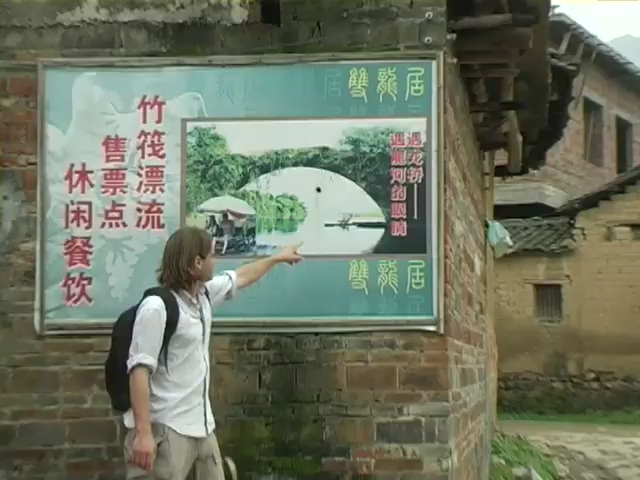 雙龍居
竹筏漂流
售票点
休闲餐饮
遇龙桥——
遇龍河的眼睛
雙龍居